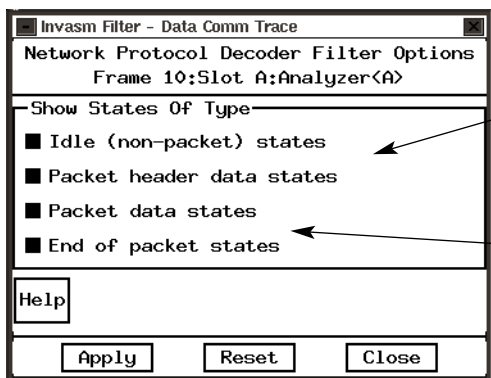 Invasm Filter - Data Comm Trace
Network Protocol Decoder Filter Options
Frame 10:Slot A:Analyzer<A>
Show States Of Type
Idle (non-packet) states
Packet header data states
Packet data states
End of packet states
Help
Apply Reset Close